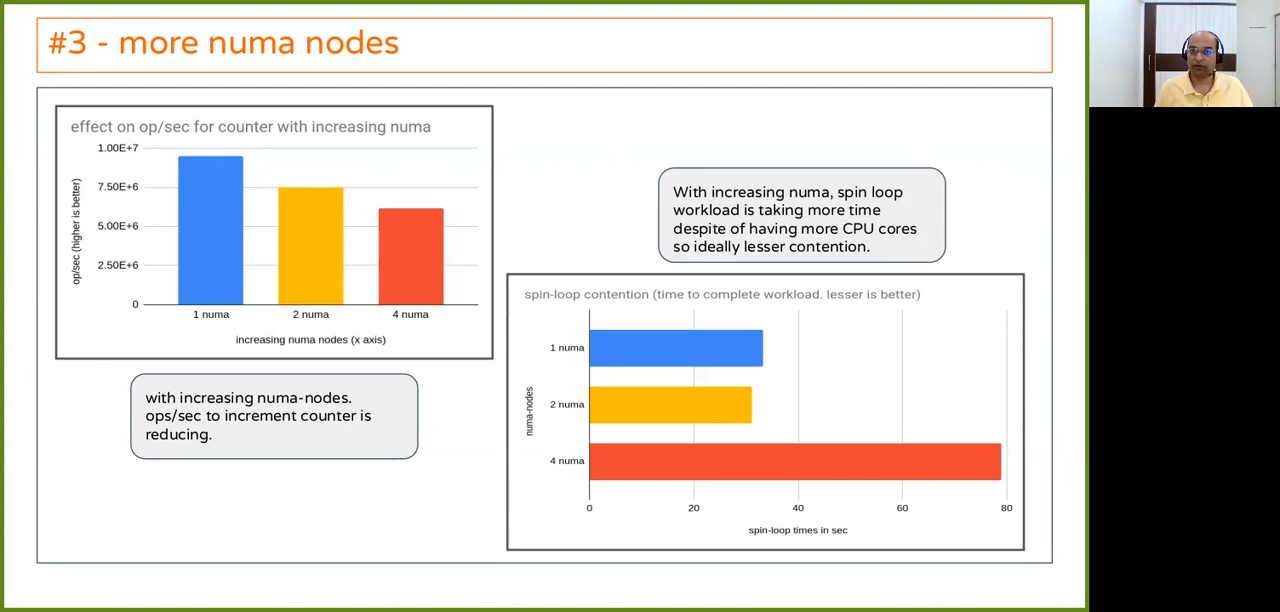 #3 - more numa nodes
effect on op/sec for counter with increasing numa
op/sec (higher is better)
1.00E+7
7.50E+6
5.00E+6
2.50E+6
0
1 numa
2 numa
4 numa
increasing numa nodes (x axis)
with increasing numa-nodes.
ops/sec to increment counter is
reducing.
With increasing numa, spin loop
workload is taking more time
despite of having more CPU cores
so ideally lesser contention.
spin-loop contention (time to complete workload. lesser is better)
numa-nodes
1 numa
2 numa
4 numa
0
20
40
60
80
spin-loop times in sec